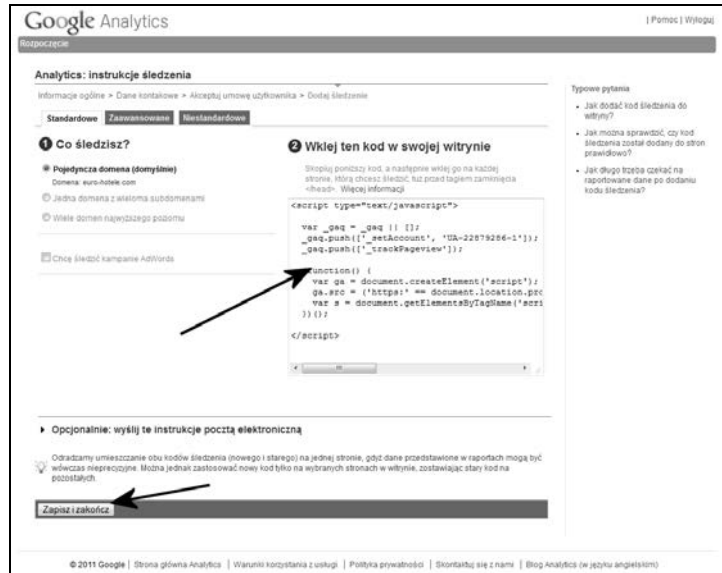 Google Analytics
| Pomoc | Wyloguj
Rozpoczęcie
Analytics: instrukcje śledzenia
Informacje ogólne > Dane kontakowe > Akceptuj umowę użytkownika > Dodaj śledzenie
Standardowe Zaawansowane Niestandardowe
1 Co śledzisz?
Pojedyncza domena (domyślnie)
Domena: euro-hotele.com
Jedna domena z wieloma subdomenami
Wiele domen najwyższego poziomu
Chcę śledzić kampanie AdWords
2 Wklej ten kod w swojej witrynie
Skopiuj poniższy kod, a następnie wklej go na każdej
stronie, którą chcesz śledzić, tuż przed tagiem zamknięcia
</head>. Więcej informacji
<script type="text/javascript">
var _gaq = _gaq || [];
_gaq.push(['_setAccount', 'UA-22879286-1']);
_gaq.push(['_trackPageview']);
function() {
var ga = document.createElement('script');
ga.src = ('https:' == document.location.pro
var s = document.getElementsByTagName('scri
})();
</script>
Typowe pytania
Jak dodać kod śledzenia do
witryny?
Jak można sprawdzić, czy kod
śledzenia został dodany do stron
prawidłowo?
Jak długo trzeba czekać na
raportowane dane po dodaniu
kodu śledzenia?
Opcjonalnie: wyślij te instrukcje pocztą elektroniczną
Odradzamy umieszczanie obu kodów śledzenia (nowego i starego) na jednej stronie, gdyż dane przedstawione w raportach mogą być
wówczas nieprecyzyjne. Można jednak zastosować nowy kod tylko na wybranych stronach w witrynie, zostawiając stary kod na
pozostałych.
Zapisz i zakończ
© 2011 Google | Strona główna Analytics | Warunki korzystania z usługi | Polityka prywatności | Skontaktuj się z nami | Blog Analytics (w języku angielskim)